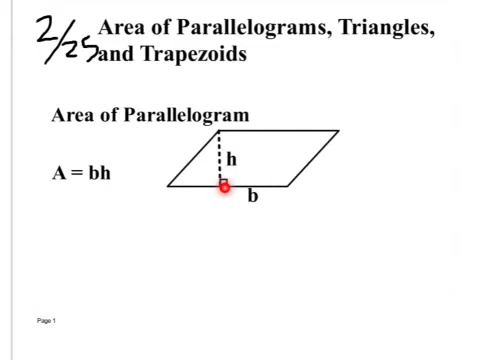 2/25
Area of Parallelograms, Triangles,
and Trapezoids
Area of Parallelogram
h
A = bh
b
Page 1